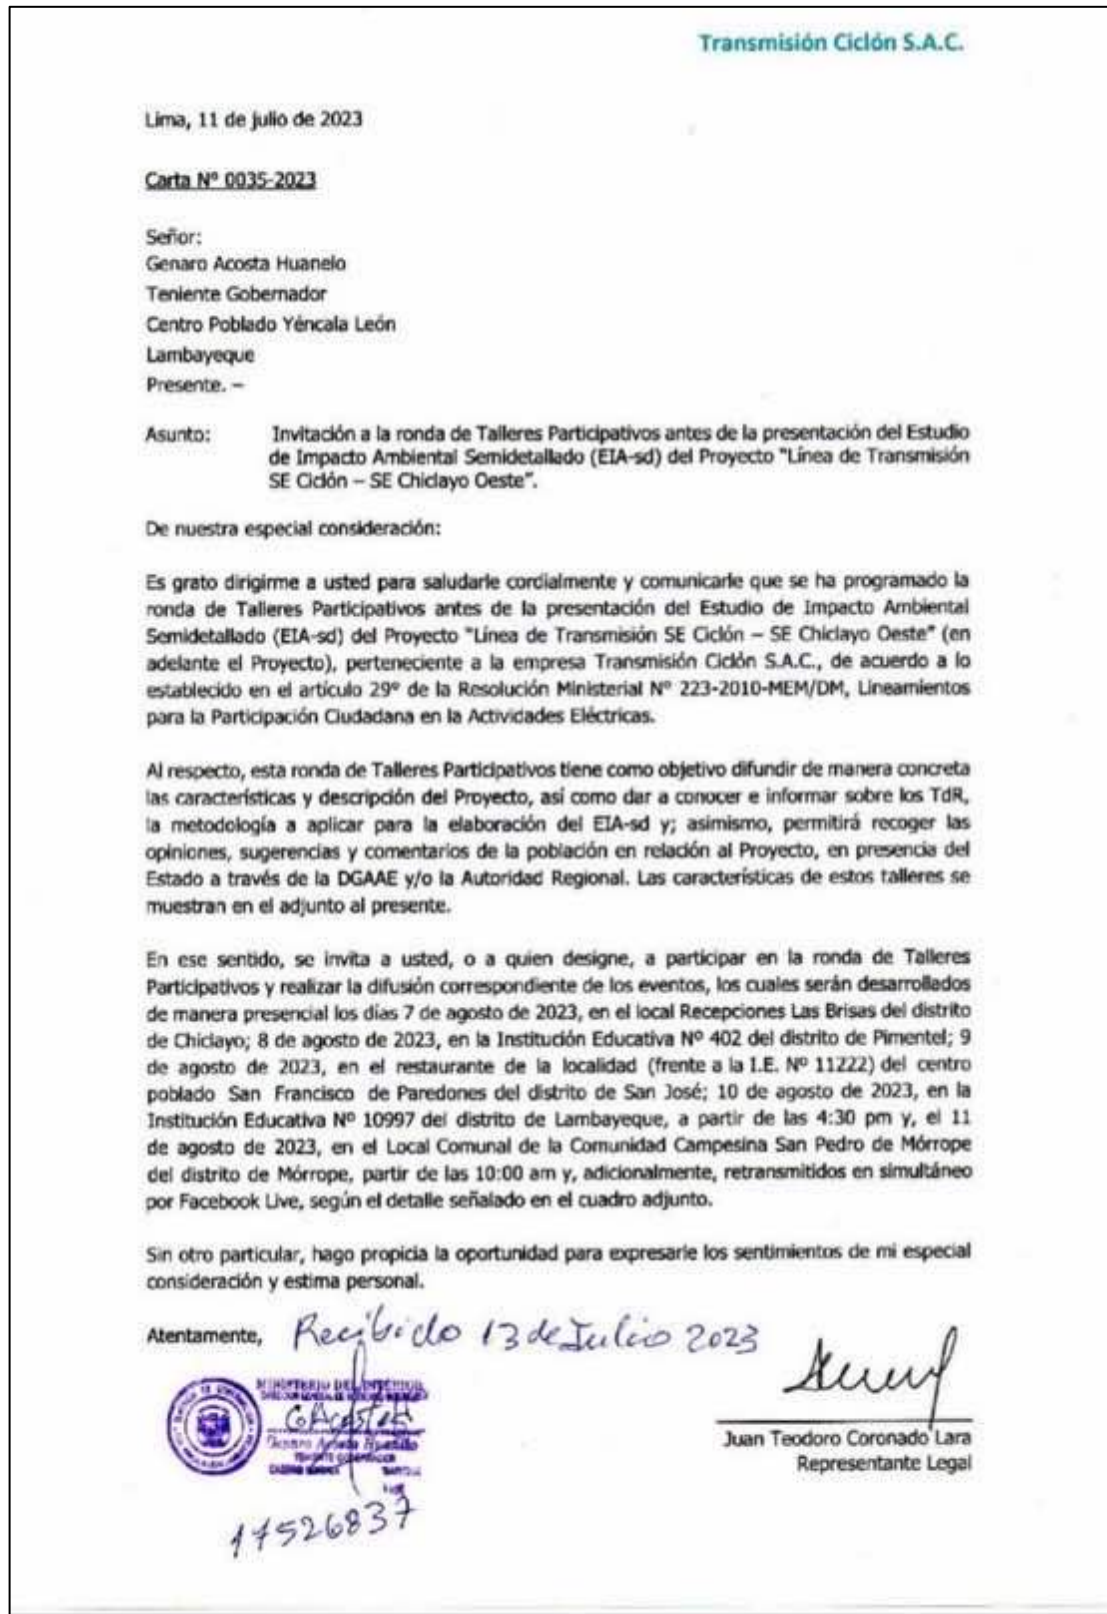 Transmisión Ciclón S.A.C.
Lima, 11 de julio de 2023
Carta Nº 0035-2023
Señor:
Genaro Acosta Huanelo
Teniente Gobernador
Centro Poblado Yéncala León
Lambayeque
Presente. –
Asunto: Invitación a la ronda de Talleres Participativos antes de la presentación del Estudio
de Impacto Ambiental Semidetallado (EIA-sd) del Proyecto "Línea de Transmisión
SE Ciclón – SE Chiclayo Oeste".
De nuestra especial consideración:
Es grato dirigirme a usted para saludarle cordialmente y comunicarle que se ha programado la
ronda de Talleres Participativos antes de la presentación del Estudio de Impacto Ambiental
Semidetallado (EIA-sd) del Proyecto "Línea de Transmisión SE Ciclón – SE Chiclayo Oeste" (en
adelante el Proyecto), perteneciente a la empresa Transmisión Ciclón S.A.C., de acuerdo a lo
establecido en el artículo 29° de la Resolución Ministerial Nº 223-2010-MEM/DM, Lineamientos
para la Participación Ciudadana en la Actividades Eléctricas.
Al respecto, esta ronda de Talleres Participativos tiene como objetivo difundir de manera concreta
las características y descripción del Proyecto, así como dar a conocer e informar sobre los TdR,
la metodología a aplicar para la elaboración del EIA-sd y; asimismo, permitirá recoger las
opiniones, sugerencias y comentarios de la población en relación al Proyecto, en presencia del
Estado a través de la DGAAE y/o la Autoridad Regional. Las características de estos talleres se
muestran en el adjunto al presente.
En ese sentido, se invita a usted, o a quien designe, a participar en la ronda de Talleres
Participativos y realizar la difusión correspondiente de los eventos, los cuales serán desarrollados
de manera presencial los días 7 de agosto de 2023, en el local Recepciones Las Brisas del distrito
de Chiclayo; 8 de agosto de 2023, en la Institución Educativa Nº 402 del distrito de Pimentel; 9
de agosto de 2023, en el restaurante de la localidad (frente a la I.E. Nº 11222) del centro
poblado San Francisco de Paredones del distrito de San José; 10 de agosto de 2023, en la
Institución Educativa Nº 10997 del distrito de Lambayeque, a partir de las 4:30 pm y, el 11
de agosto de 2023, en el Local Comunal de la Comunidad Campesina San Pedro de Mórrope
del distrito de Mórrope, partir de las 10:00 am y, adicionalmente, retransmitidos en simultáneo
por Facebook Live, según el detalle señalado en el cuadro adjunto.
Sin otro particular, hago propicia la oportunidad para expresarle los sentimientos de mi especial
consideración y estima personal.
Atentamente, Recibido 13 de Julio 2023
MINISTERIO DEL INTERIOR
GAcostaH
TENIENTE GOBERNADOR
17526837
Juan Teodoro Coronado Lara
Representante Legal